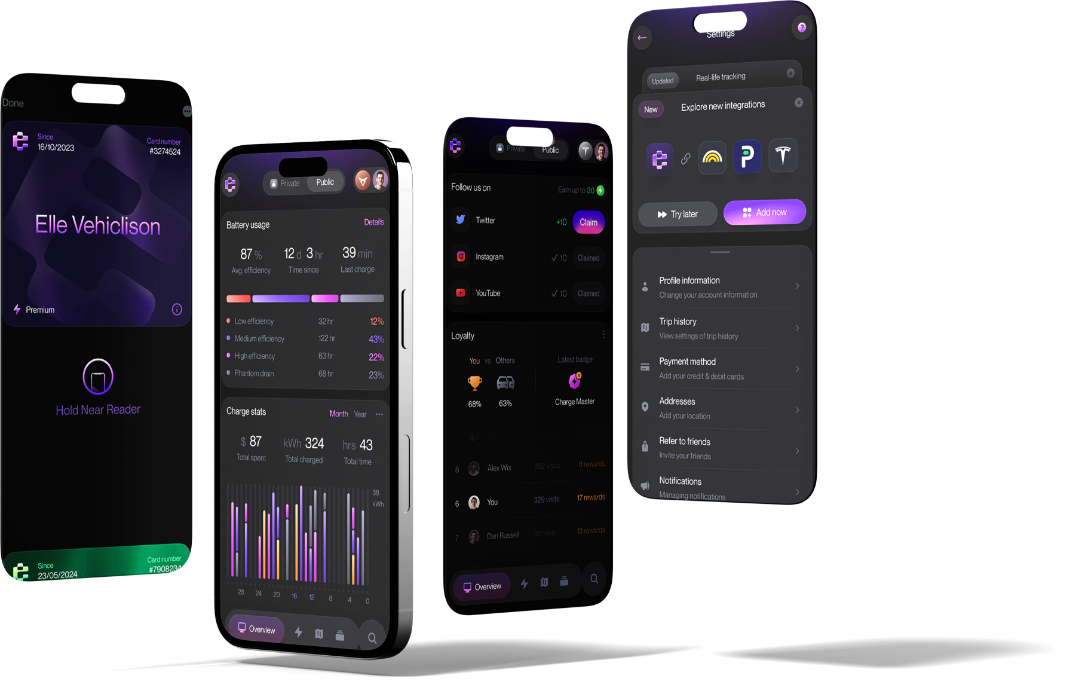 Done
Since
16/10/2023
Card number
#3274524
Elle Vehiclison
Premium
Hold Near Reader
Since
23/05/2024
Card number
#7908234
Private
Public
Battery usage
Details
87 %
12 d 3 hr
39 min
Avg. efficiency
Time since
Last charge
Low efficiency 32 hr 12%
Medium efficiency 122 hr 43%
High efficiency 63 hr 22%
Phantom drain 68 hr 23%
Charge stats
Month Year
$ 87
kWh 324
hrs 43
Total spent
Total charged
Total time
38
kWh
28 24 20 16 12 8 4 0
Overview
Private
Public
Follow us on
Earn up to 30
Twitter
+10
Claim
Instagram
10
Claimed
YouTube
10
Claimed
Loyalty
You vs Others
Latest badge
68%
63%
Charge Master
8 Alex Wix 11 rewards
6 You 329 visits 17 rewards
7 Dan Russell 13 rewards
Overview
Settings
Updated
Real-life tracking
New
Explore new integrations
Try later
Add now
Profile information
Change your account information
Trip history
View settings of trip history
Payment method
Add your credit & debit cards
Addresses
Add your location
Refer to friends
Invite your friends
Notifications
Managing notifications